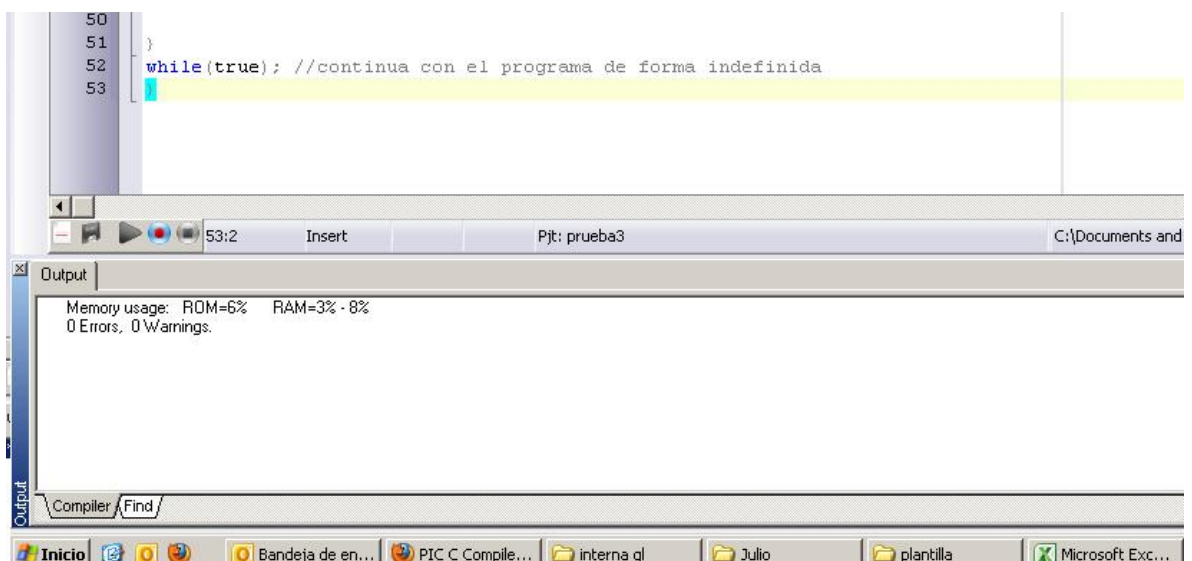 50
51 }
52 while(true); //continua con el programa de forma indefinida
53 }
53:2 Insert Pjt: prueba3 C:\Documents and
Output
Memory usage: ROM=6% RAM=3% - 8%
0 Errors, 0 Warnings.
Output
Compiler Find
Inicio Bandeja de en... PIC C Compile... interna ql Julio plantilla Microsoft Exc...